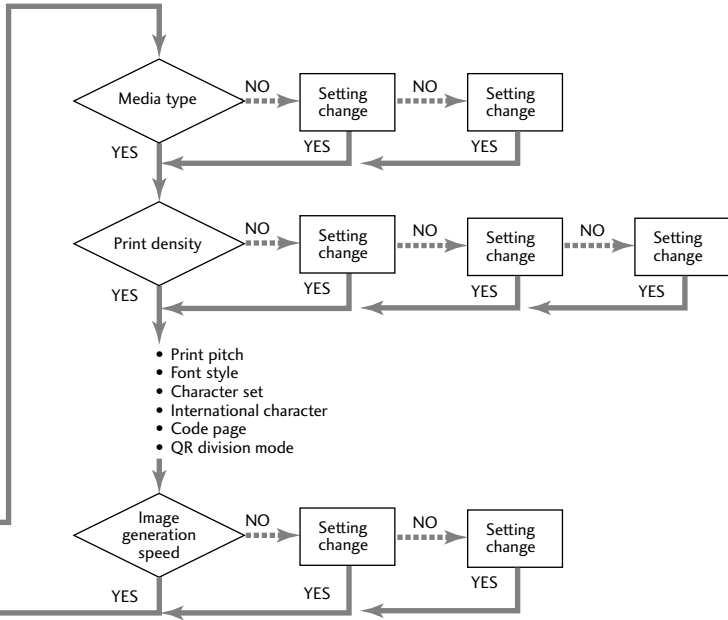 Media type
NO
Setting
change
NO
Setting
change
YES
YES
YES
Print density
NO
Setting
change
NO
Setting
change
NO
Setting
change
YES
YES
YES
YES
• Print pitch
• Font style
• Character set
• International character
• Code page
• QR division mode
Image
generation
speed
NO
Setting
change
NO
Setting
change
YES
YES
YES